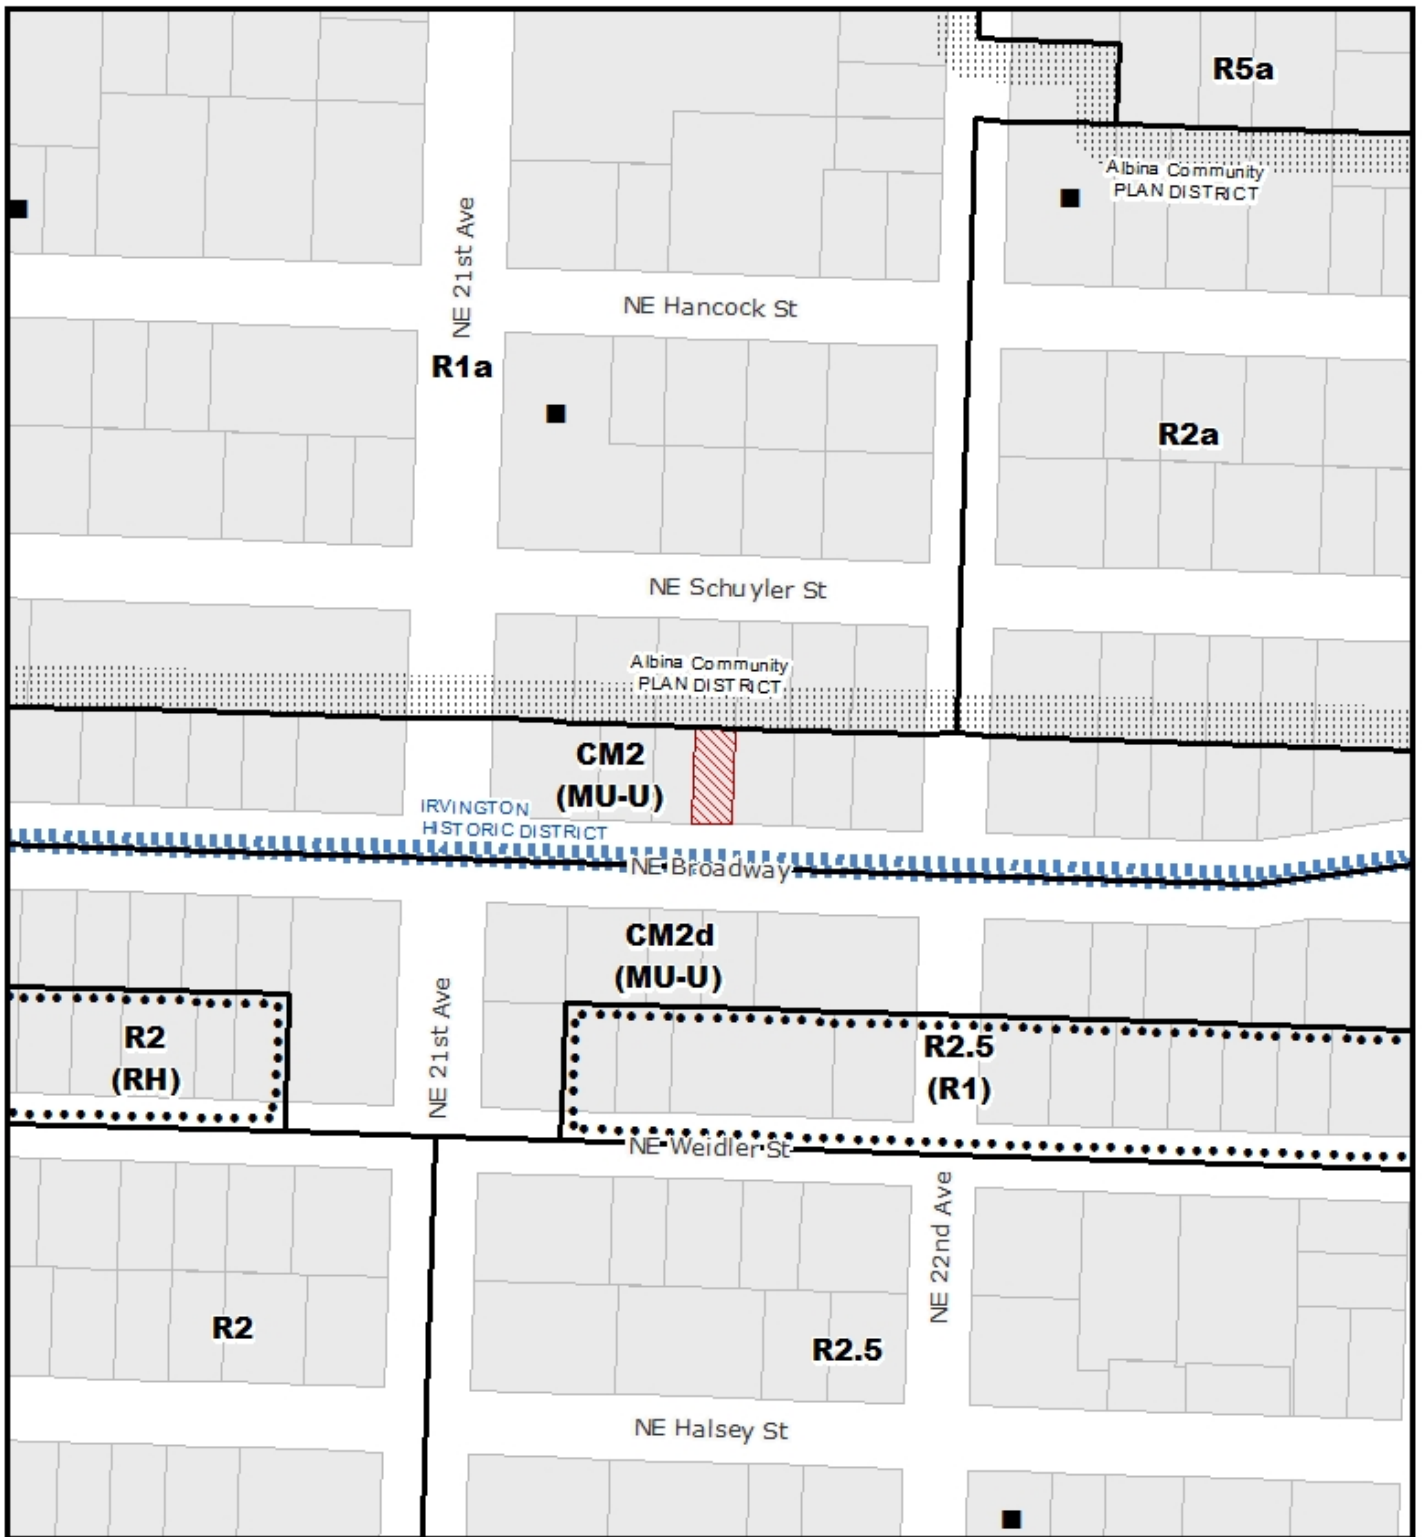 R5a
Albina Community
PLAN DISTRICT
NE 21st Ave
NE Hancock St
R1a
R2a
NE Schuyler St
Albina Community
PLAN DISTRICT
CM2
(MU-U)
IRVINGTON
HISTORIC DISTRICT
NE Broadway
CM2d
(MU-U)
NE 21st Ave
R2
(RH)
R2.5
(R1)
NE Weidler St
NE 22nd Ave
R2
R2.5
NE Halsey St